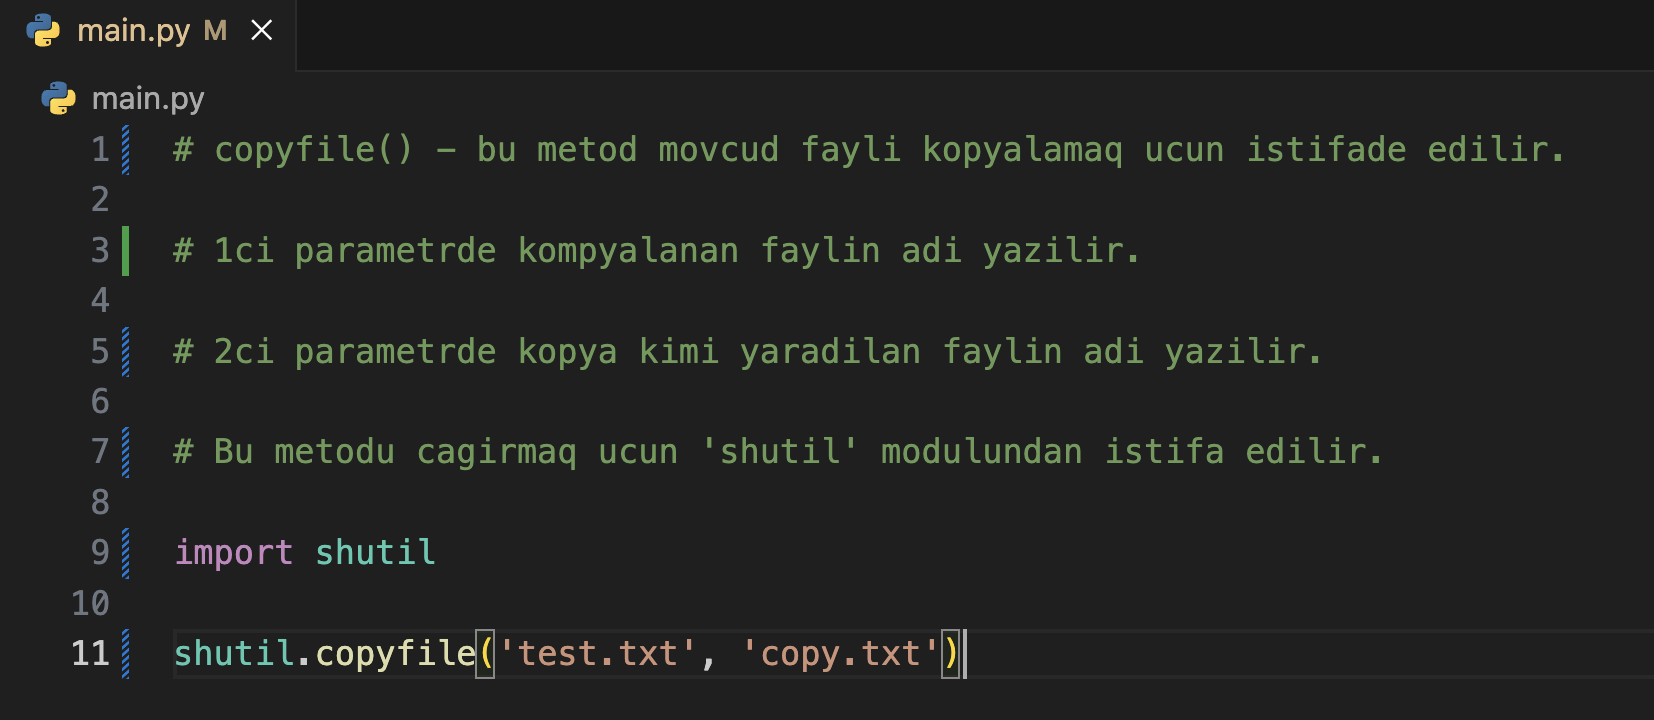 main.py M
main.py
1 # copyfile() - bu metod movcud fayli kopyalamaq ucun istifade edilir.
2
3 # 1ci parametrde kompyalanan faylin adi yazilir.
4
5 # 2ci parametrde kopya kimi yaradilan faylin adi yazilir.
6
7 # Bu metodu cagirmaq ucun 'shutil' modulundan istifa edilir.
8
9 import shutil
10
11 shutil.copyfile('test.txt', 'copy.txt')